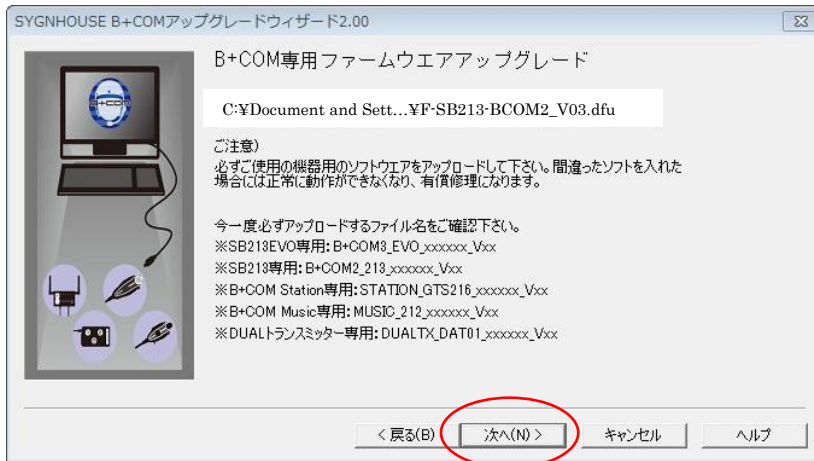 SYGNHOUSE B+COMアップグレードウィザード2.00
B+COM専用ファームウエアアップグレード
B+COM
C:¥Document and Sett…¥F-SB213-BCOM2_V03.dfu
ご注意)
必ずご使用の機器用のソフトウエアをアップロードして下さい。間違ったソフトを入れた
場合には正常に動作ができなくなり、有償修理になります。
今一度必ずアップロードするファイル名をご確認下さい。
※SB213EVO専用:B+COM3_EVO_xxxxxx_Vxx
※SB213専用:B+COM2_213_xxxxxx_Vxx
※B+COM Station専用:STATION_GTS216_xxxxxx_Vxx
※B+COM Music専用:MUSIC_212_xxxxxx_Vxx
※DUALトランスミッター専用:DUALTX_DAT01_xxxxxx_Vxx
< 戻る(B) 次へ(N) > キャンセル ヘルプ